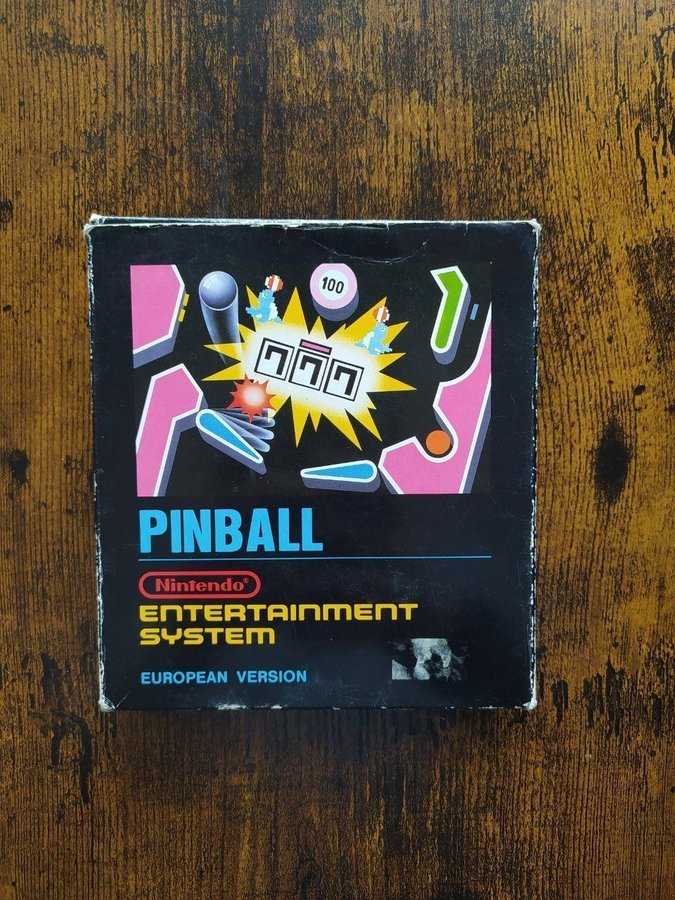 100
777
PINBALL
Nintendo®
ENTERTAINMENT
SYSTEM
EUROPEAN VERSION